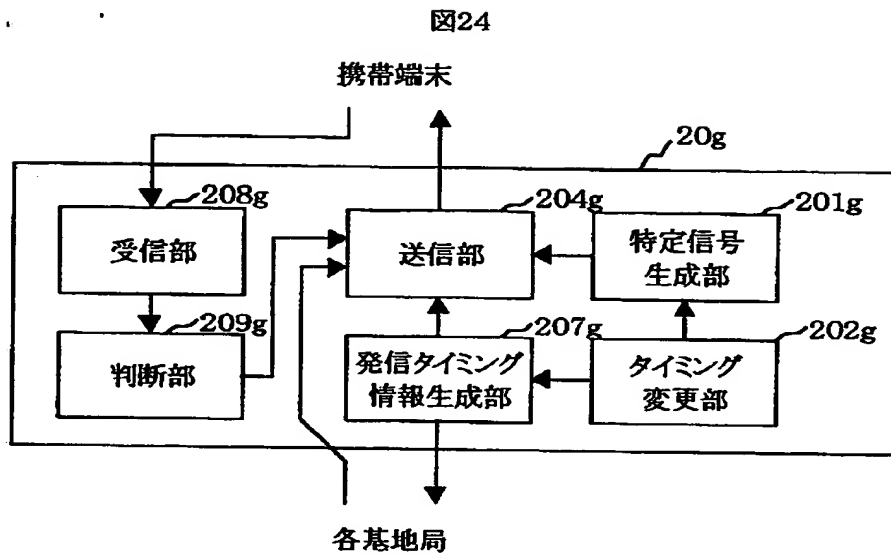 図24
携帯端末
20g
208g
受信部
204g
送信部
201g
特定信号
生成部
209g
判断部
207g
発信タイミング
情報生成部
202g
タイミング
変更部
各基地局